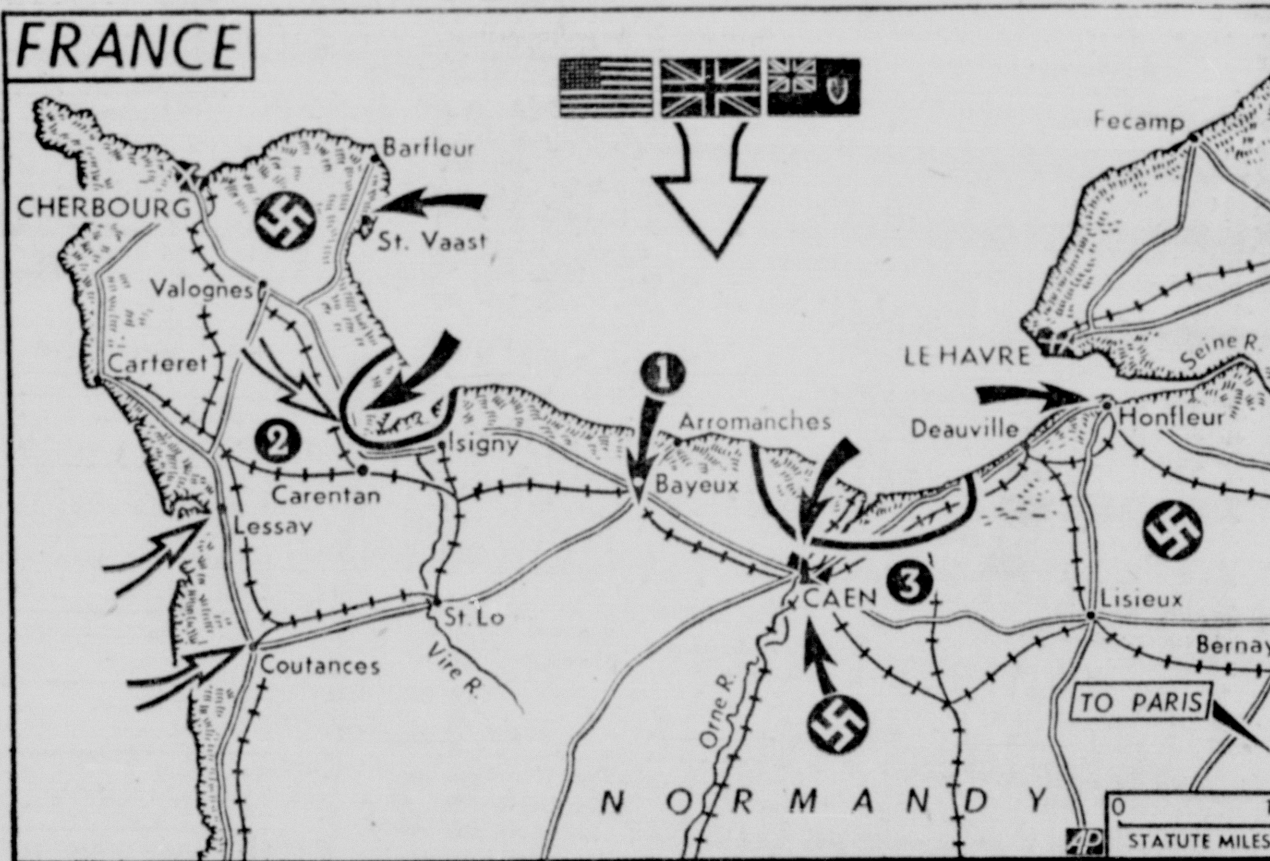 FRANCE
Barfleur
Fecamp
CHERBOURG
St. Vaast
Valognes
Carteret
LE HAVRE
Seine R.
1
Arromanches
Deauville
Honfleur
2
Isigny
Carentan
Bayeux
Lessay
CAEN
3
St. Lo
Lisieux
Coutances
Vire R.
Orne R.
Bernay
TO PARIS
NORMANDY
0
AP
STATUTE MILES